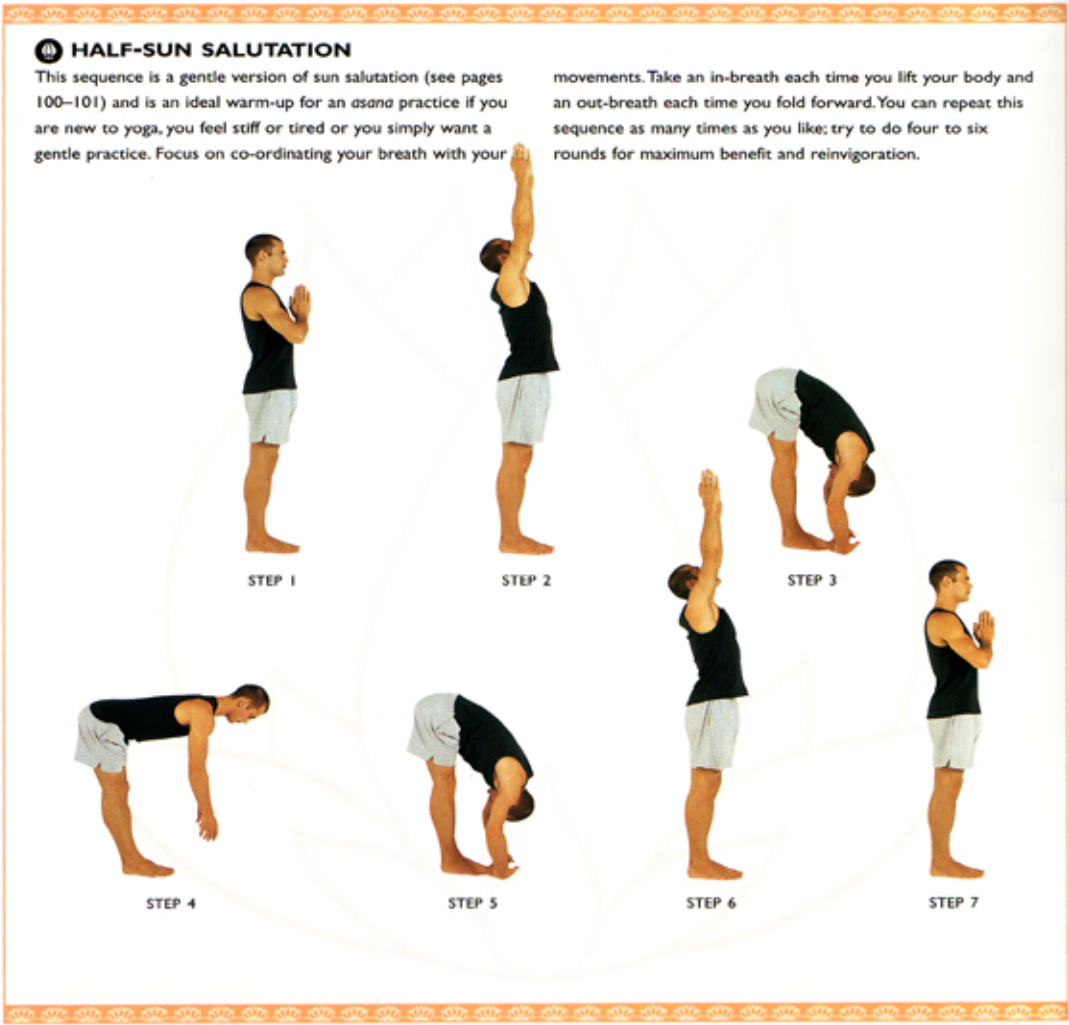 HALF-SUN SALUTATION
This sequence is a gentle version of sun salutation (see pages
100–101) and is an ideal warm-up for an asana practice if you
are new to yoga, you feel stiff or tired or you simply want a
gentle practice. Focus on co-ordinating your breath with your
movements. Take an in-breath each time you lift your body and
an out-breath each time you fold forward. You can repeat this
sequence as many times as you like; try to do four to six
rounds for maximum benefit and reinvigoration.
STEP 1
STEP 2
STEP 3
STEP 4
STEP 5
STEP 6
STEP 7